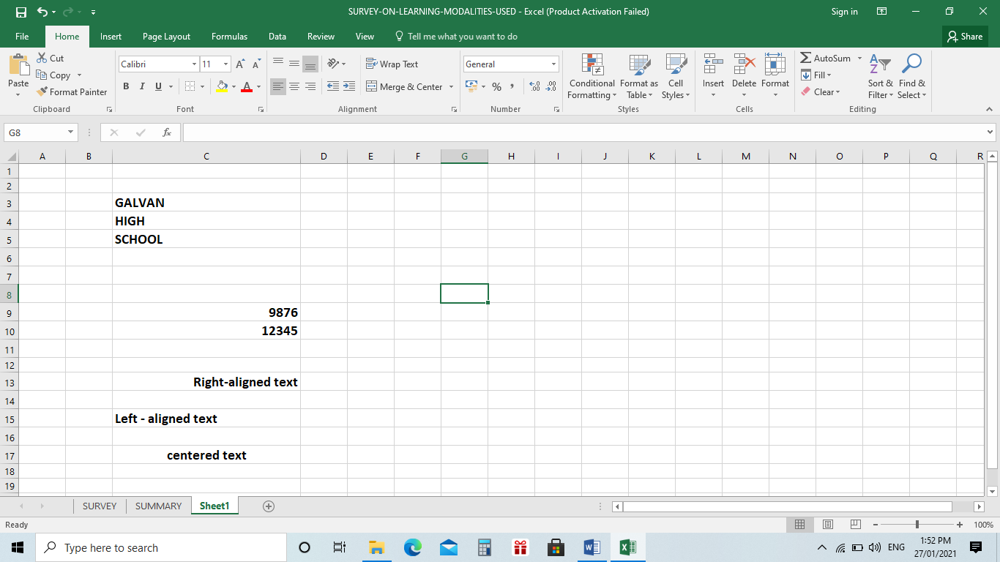 SURVEY-ON-LEARNING-MODALITIES-USED - Excel (Product Activation Failed)
Sign in
File Home Insert Page Layout Formulas Data Review View Tell me what you want to do Share
Cut
Copy
Format Painter
Paste
Clipboard
Calibri 11
B I U
Font
Wrap Text
Merge & Center
Alignment
General
%
Number
Conditional Formatting
Format as Table
Cell Styles
Styles
Insert Delete Format
Cells
AutoSum
Fill
Clear
Sort & Filter
Find & Select
Editing
G8 fx
A B C D E F G H I J K L M N O P Q R
1
2
3 GALVAN
4 HIGH
5 SCHOOL
6
7
8
9 9876
10 12345
11
12
13 Right-aligned text
14
15 Left - aligned text
16
17 centered text
18
19
SURVEY SUMMARY Sheet1
Ready 100%
Type here to search
ENG
1:52 PM
27/01/2021